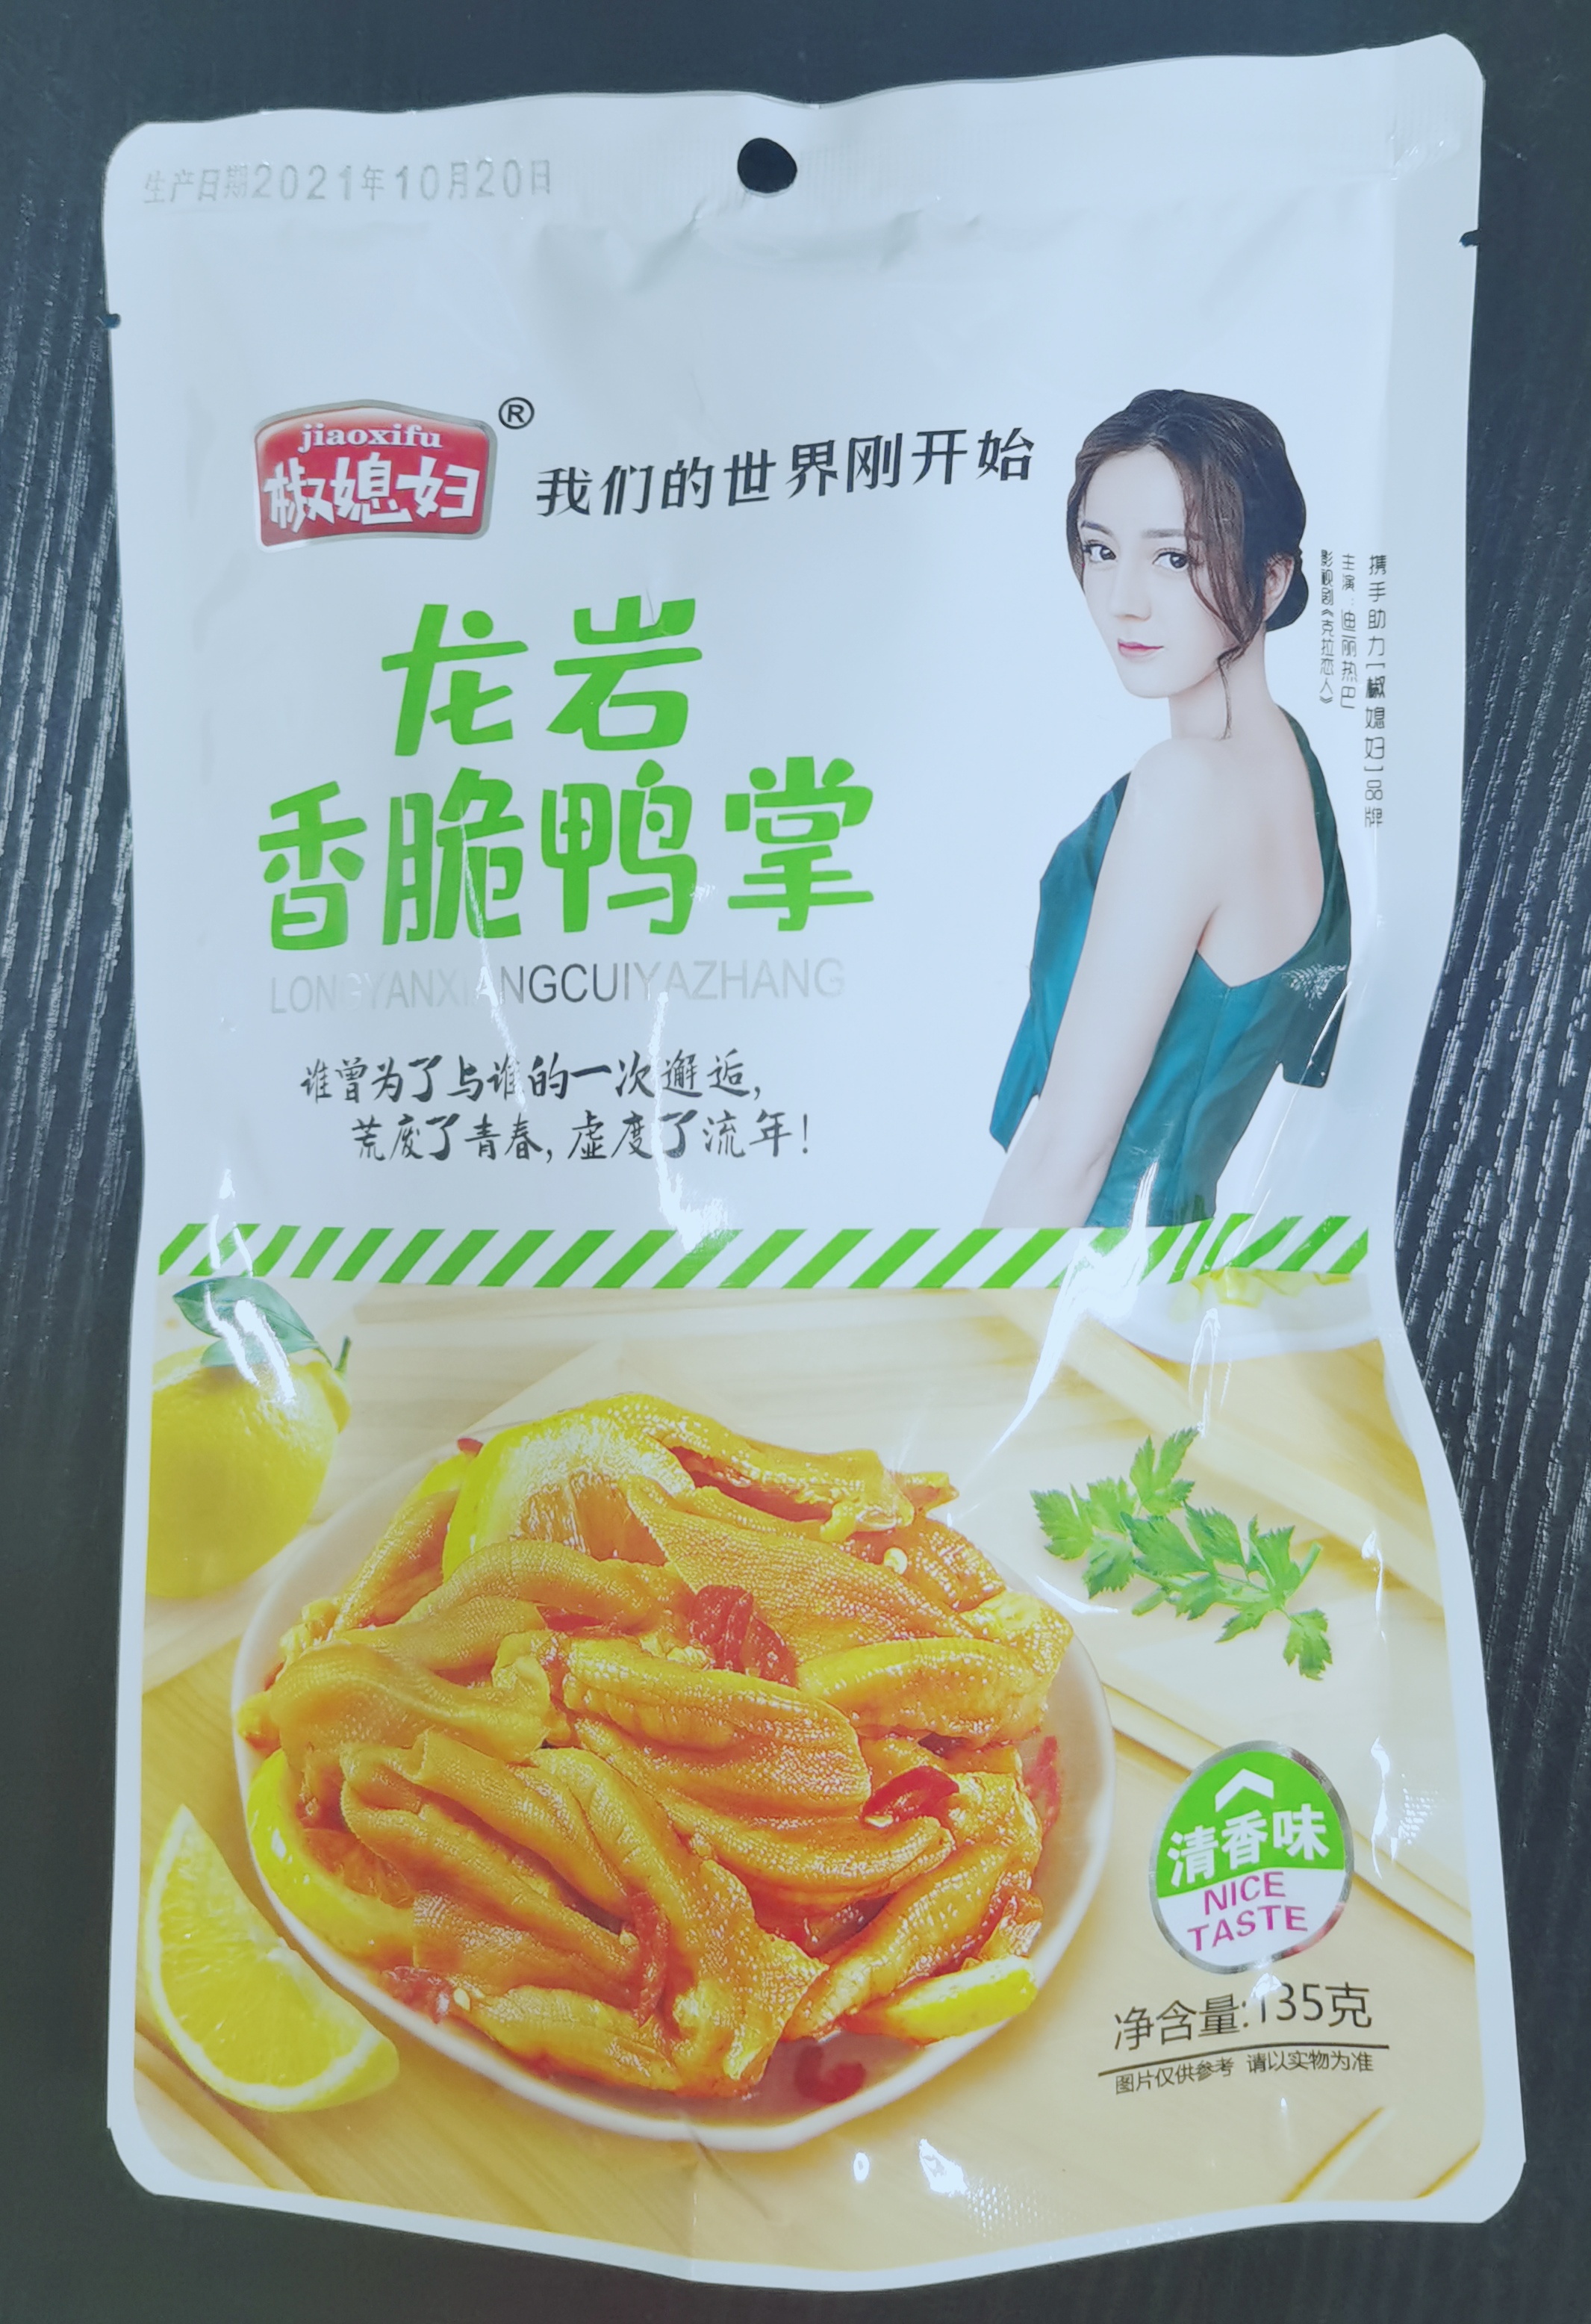 生产日期2021年10月20日
jiaoxifu
椒媳妇
®
我们的世界刚开始
携手助力[椒媳妇]品牌
主演:迪丽热巴
影视剧《克拉恋人》
龙岩
香脆鸭掌
LONGYANXIANGCUIYAZHANG
谁曾为了与谁的一次邂逅,
荒废了青春,虚度了流年!
清香味
NICE
TASTE
净含量:135克
图片仅供参考 请以实物为准